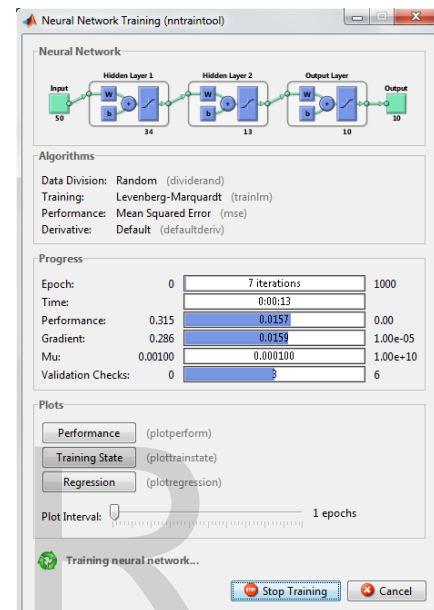 Neural Network Training (nntraintool)
Neural Network
Hidden Layer 1 Hidden Layer 2 Output Layer
Input Output
W W W
b b b
50 10
34 13 10
Algorithms
Data Division: Random (dividerand)
Training: Levenberg-Marquardt (trainlm)
Performance: Mean Squared Error (mse)
Derivative: Default (defaultderiv)
Progress
Epoch: 0 7 iterations 1000
Time: 0:00:13
Performance: 0.315 0.0157 0.00
Gradient: 0.286 0.0159 1.00e-05
Mu: 0.00100 0.000100 1.00e+10
Validation Checks: 0 3 6
Plots
Performance (plotperform)
Training State (plottrainstate)
Regression (plotregression)
Plot Interval: 1 epochs
Training neural network...
Stop Training Cancel
R